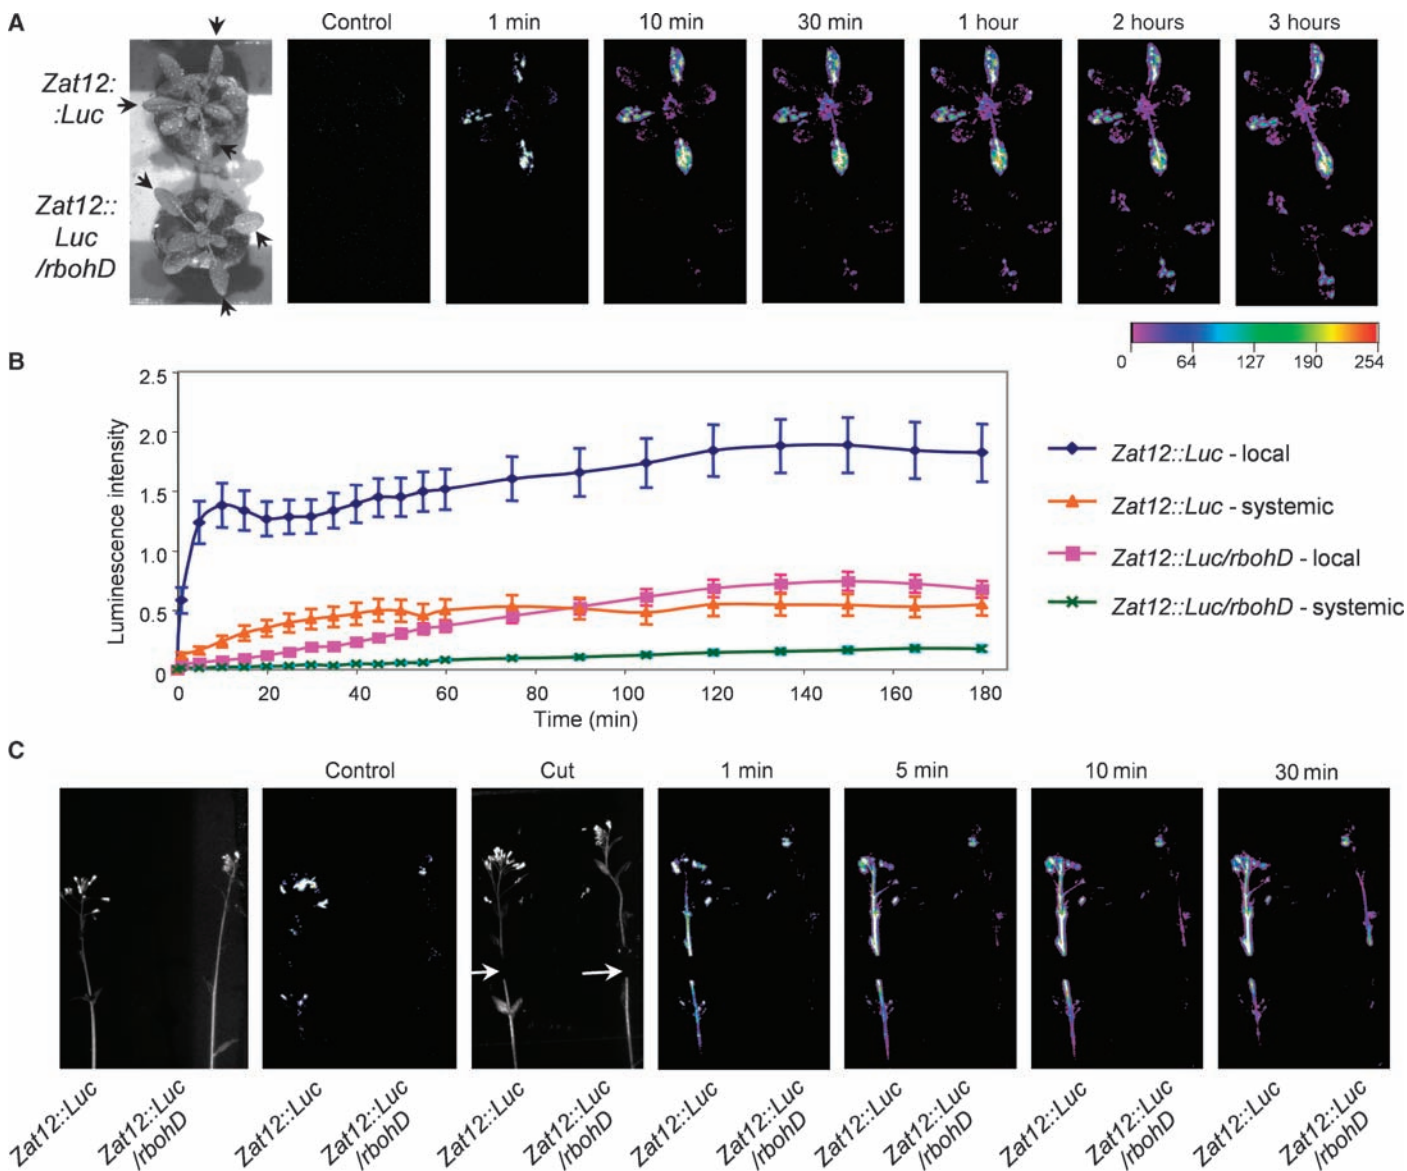 A
Control 1 min 10 min 30 min 1 hour 2 hours 3 hours
Zat12:
:Luc
Zat12::
Luc
/rbohD
0 64 127 190 254
B
2.5
2.0
1.5
1.0
0.5
0
Luminescence intensity
0 20 40 60 80 100 120 140 160 180
Time (min)
Zat12::Luc - local
Zat12::Luc - systemic
Zat12::Luc/rbohD - local
Zat12::Luc/rbohD - systemic
C
Control Cut 1 min 5 min 10 min 30 min
Zat12::Luc
Zat12::Luc
/rbohD
Zat12::Luc
Zat12::Luc
/rbohD
Zat12::Luc
Zat12::Luc
/rbohD
Zat12::Luc
Zat12::Luc
/rbohD
Zat12::Luc
Zat12::Luc
/rbohD
Zat12::Luc
Zat12::Luc
/rbohD
Zat12::Luc
Zat12::Luc
/rbohD